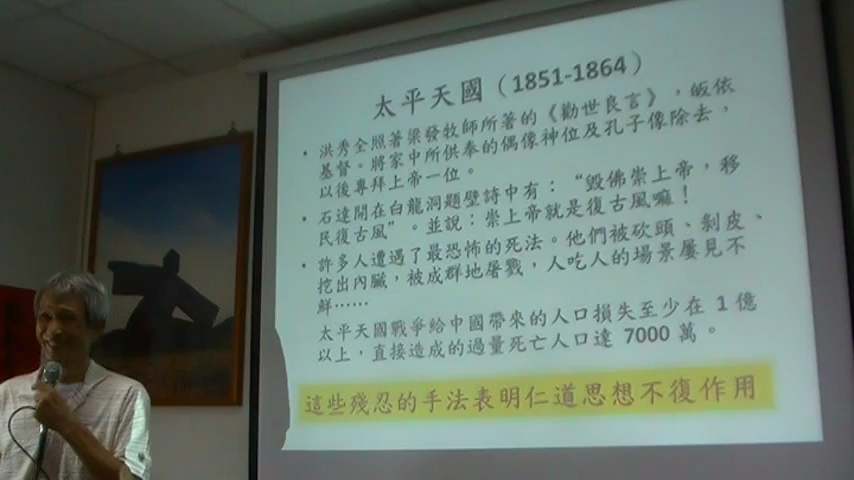 太平天國（1851-1864）
• 洪秀全照著梁發牧師所著的《勸世良言》，皈依
基督。將家中所供奉的偶像神位及孔子像除去，
以後專拜上帝一位。
• 石達開在白龍洞題壁詩中有：“毀佛崇上帝，移
民復古風”。並說：崇上帝就是復古風嘛！
• 許多人遭遇了最恐怖的死法。他們被砍頭、剝皮、
挖出內臟，被成群地屠戮，人吃人的場景屢見不
鮮……
太平天國戰爭給中國帶來的人口損失至少在 1 億
以上，直接造成的過量死亡人口達 7000 萬。
這些殘忍的手法表明仁道思想不復作用